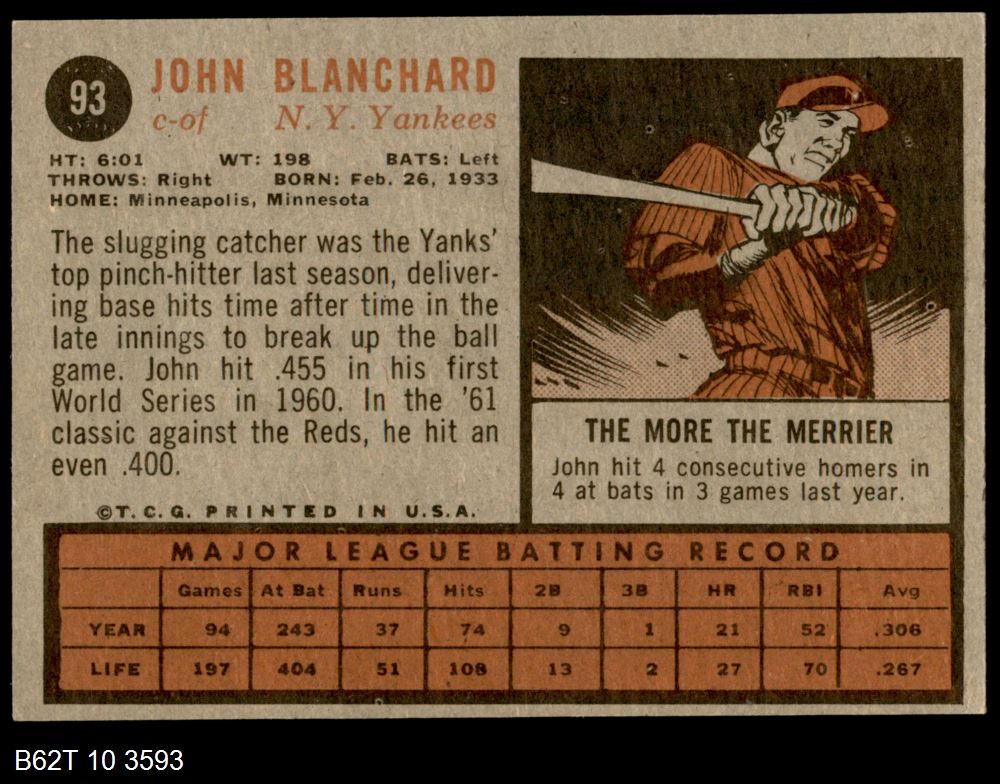 93
JOHN BLANCHARD
c-of N. Y. Yankees
HT: 6:01 WT: 198 BATS: Left
THROWS: Right BORN: Feb. 26, 1933
HOME: Minneapolis, Minnesota
The slugging catcher was the Yanks'
top pinch-hitter last season, deliver-
ing base hits time after time in the
late innings to break up the ball
game. John hit .455 in his first
World Series in 1960. In the '61
classic against the Reds, he hit an
even .400.
©T. C. G. PRINTED IN U.S.A.
THE MORE THE MERRIER
John hit 4 consecutive homers in
4 at bats in 3 games last year.
MAJOR LEAGUE BATTING RECORD
Games At Bat Runs Hits 2B 3B HR RBI Avg
YEAR 94 243 37 74 9 1 21 52 .306
LIFE 197 404 51 108 13 2 27 70 .267
B62T 10 3593